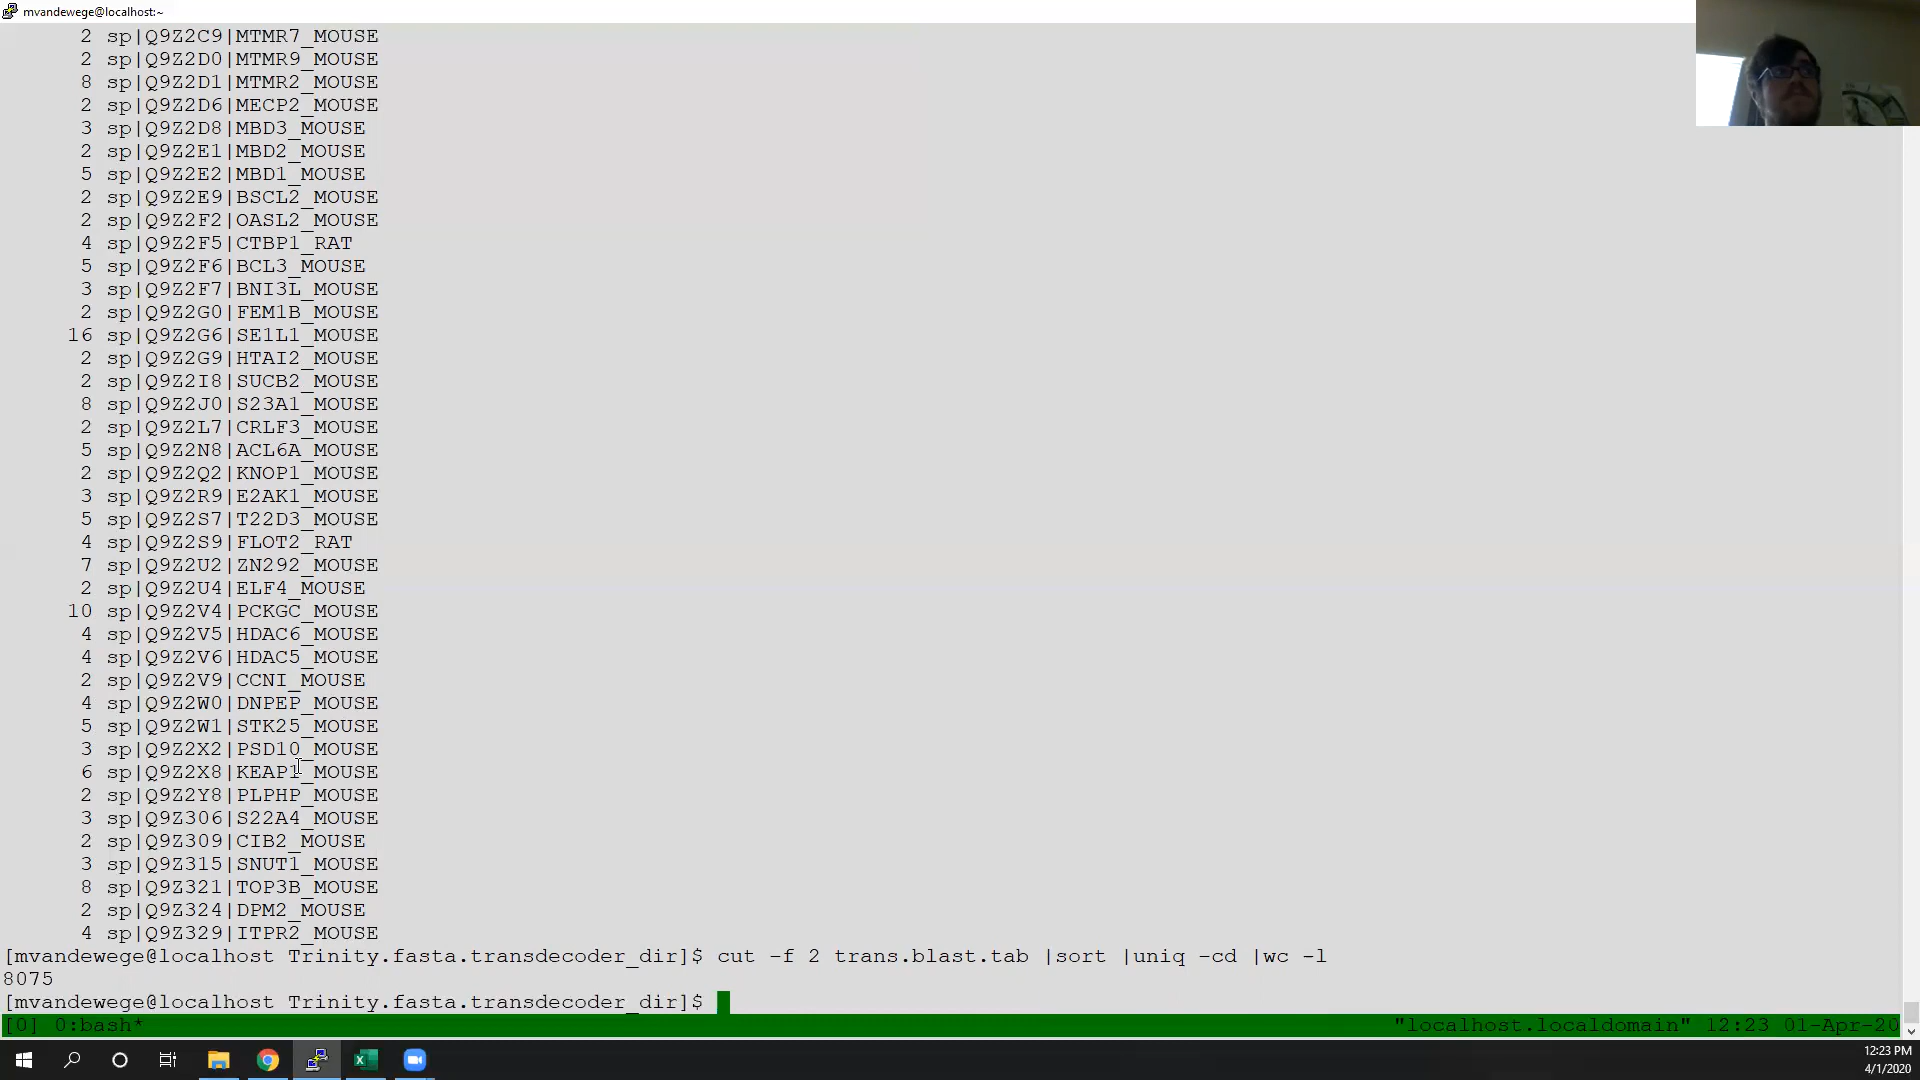 mvandewege@localhost:~
2 sp|Q9Z2C9|MTMR7_MOUSE
2 sp|Q9Z2D0|MTMR9_MOUSE
8 sp|Q9Z2D1|MTMR2_MOUSE
2 sp|Q9Z2D6|MECP2_MOUSE
3 sp|Q9Z2D8|MBD3_MOUSE
2 sp|Q9Z2E1|MBD2_MOUSE
5 sp|Q9Z2E2|MBD1_MOUSE
2 sp|Q9Z2E9|BSCL2_MOUSE
2 sp|Q9Z2F2|OASL2_MOUSE
4 sp|Q9Z2F5|CTBP1_RAT
5 sp|Q9Z2F6|BCL3_MOUSE
3 sp|Q9Z2F7|BNI3L_MOUSE
2 sp|Q9Z2G0|FEM1B_MOUSE
16 sp|Q9Z2G6|SE1L1_MOUSE
2 sp|Q9Z2G9|HTAI2_MOUSE
2 sp|Q9Z2I8|SUCB2_MOUSE
8 sp|Q9Z2J0|S23A1_MOUSE
2 sp|Q9Z2L7|CRLF3_MOUSE
5 sp|Q9Z2N8|ACL6A_MOUSE
2 sp|Q9Z2Q2|KNOP1_MOUSE
3 sp|Q9Z2R9|E2AK1_MOUSE
5 sp|Q9Z2S7|T22D3_MOUSE
4 sp|Q9Z2S9|FLOT2_RAT
7 sp|Q9Z2U2|ZN292_MOUSE
2 sp|Q9Z2U4|ELF4_MOUSE
10 sp|Q9Z2V4|PCKGC_MOUSE
4 sp|Q9Z2V5|HDAC6_MOUSE
4 sp|Q9Z2V6|HDAC5_MOUSE
2 sp|Q9Z2V9|CCNI_MOUSE
4 sp|Q9Z2W0|DNPEP_MOUSE
5 sp|Q9Z2W1|STK25_MOUSE
3 sp|Q9Z2X2|PSD10_MOUSE
6 sp|Q9Z2X8|KEAP1_MOUSE
2 sp|Q9Z2Y8|PLPHP_MOUSE
3 sp|Q9Z306|S22A4_MOUSE
2 sp|Q9Z309|CIB2_MOUSE
3 sp|Q9Z315|SNUT1_MOUSE
8 sp|Q9Z321|TOP3B_MOUSE
2 sp|Q9Z324|DPM2_MOUSE
4 sp|Q9Z329|ITPR2_MOUSE
[mvandewege@localhost Trinity.fasta.transdecoder_dir]$ cut -f 2 trans.blast.tab |sort |uniq -cd |wc -l
8075
[mvandewege@localhost Trinity.fasta.transdecoder_dir]$
[0] 0:bash* "localhost.localdomain" 12:23 01-Apr-20
12:23 PM
4/1/2020